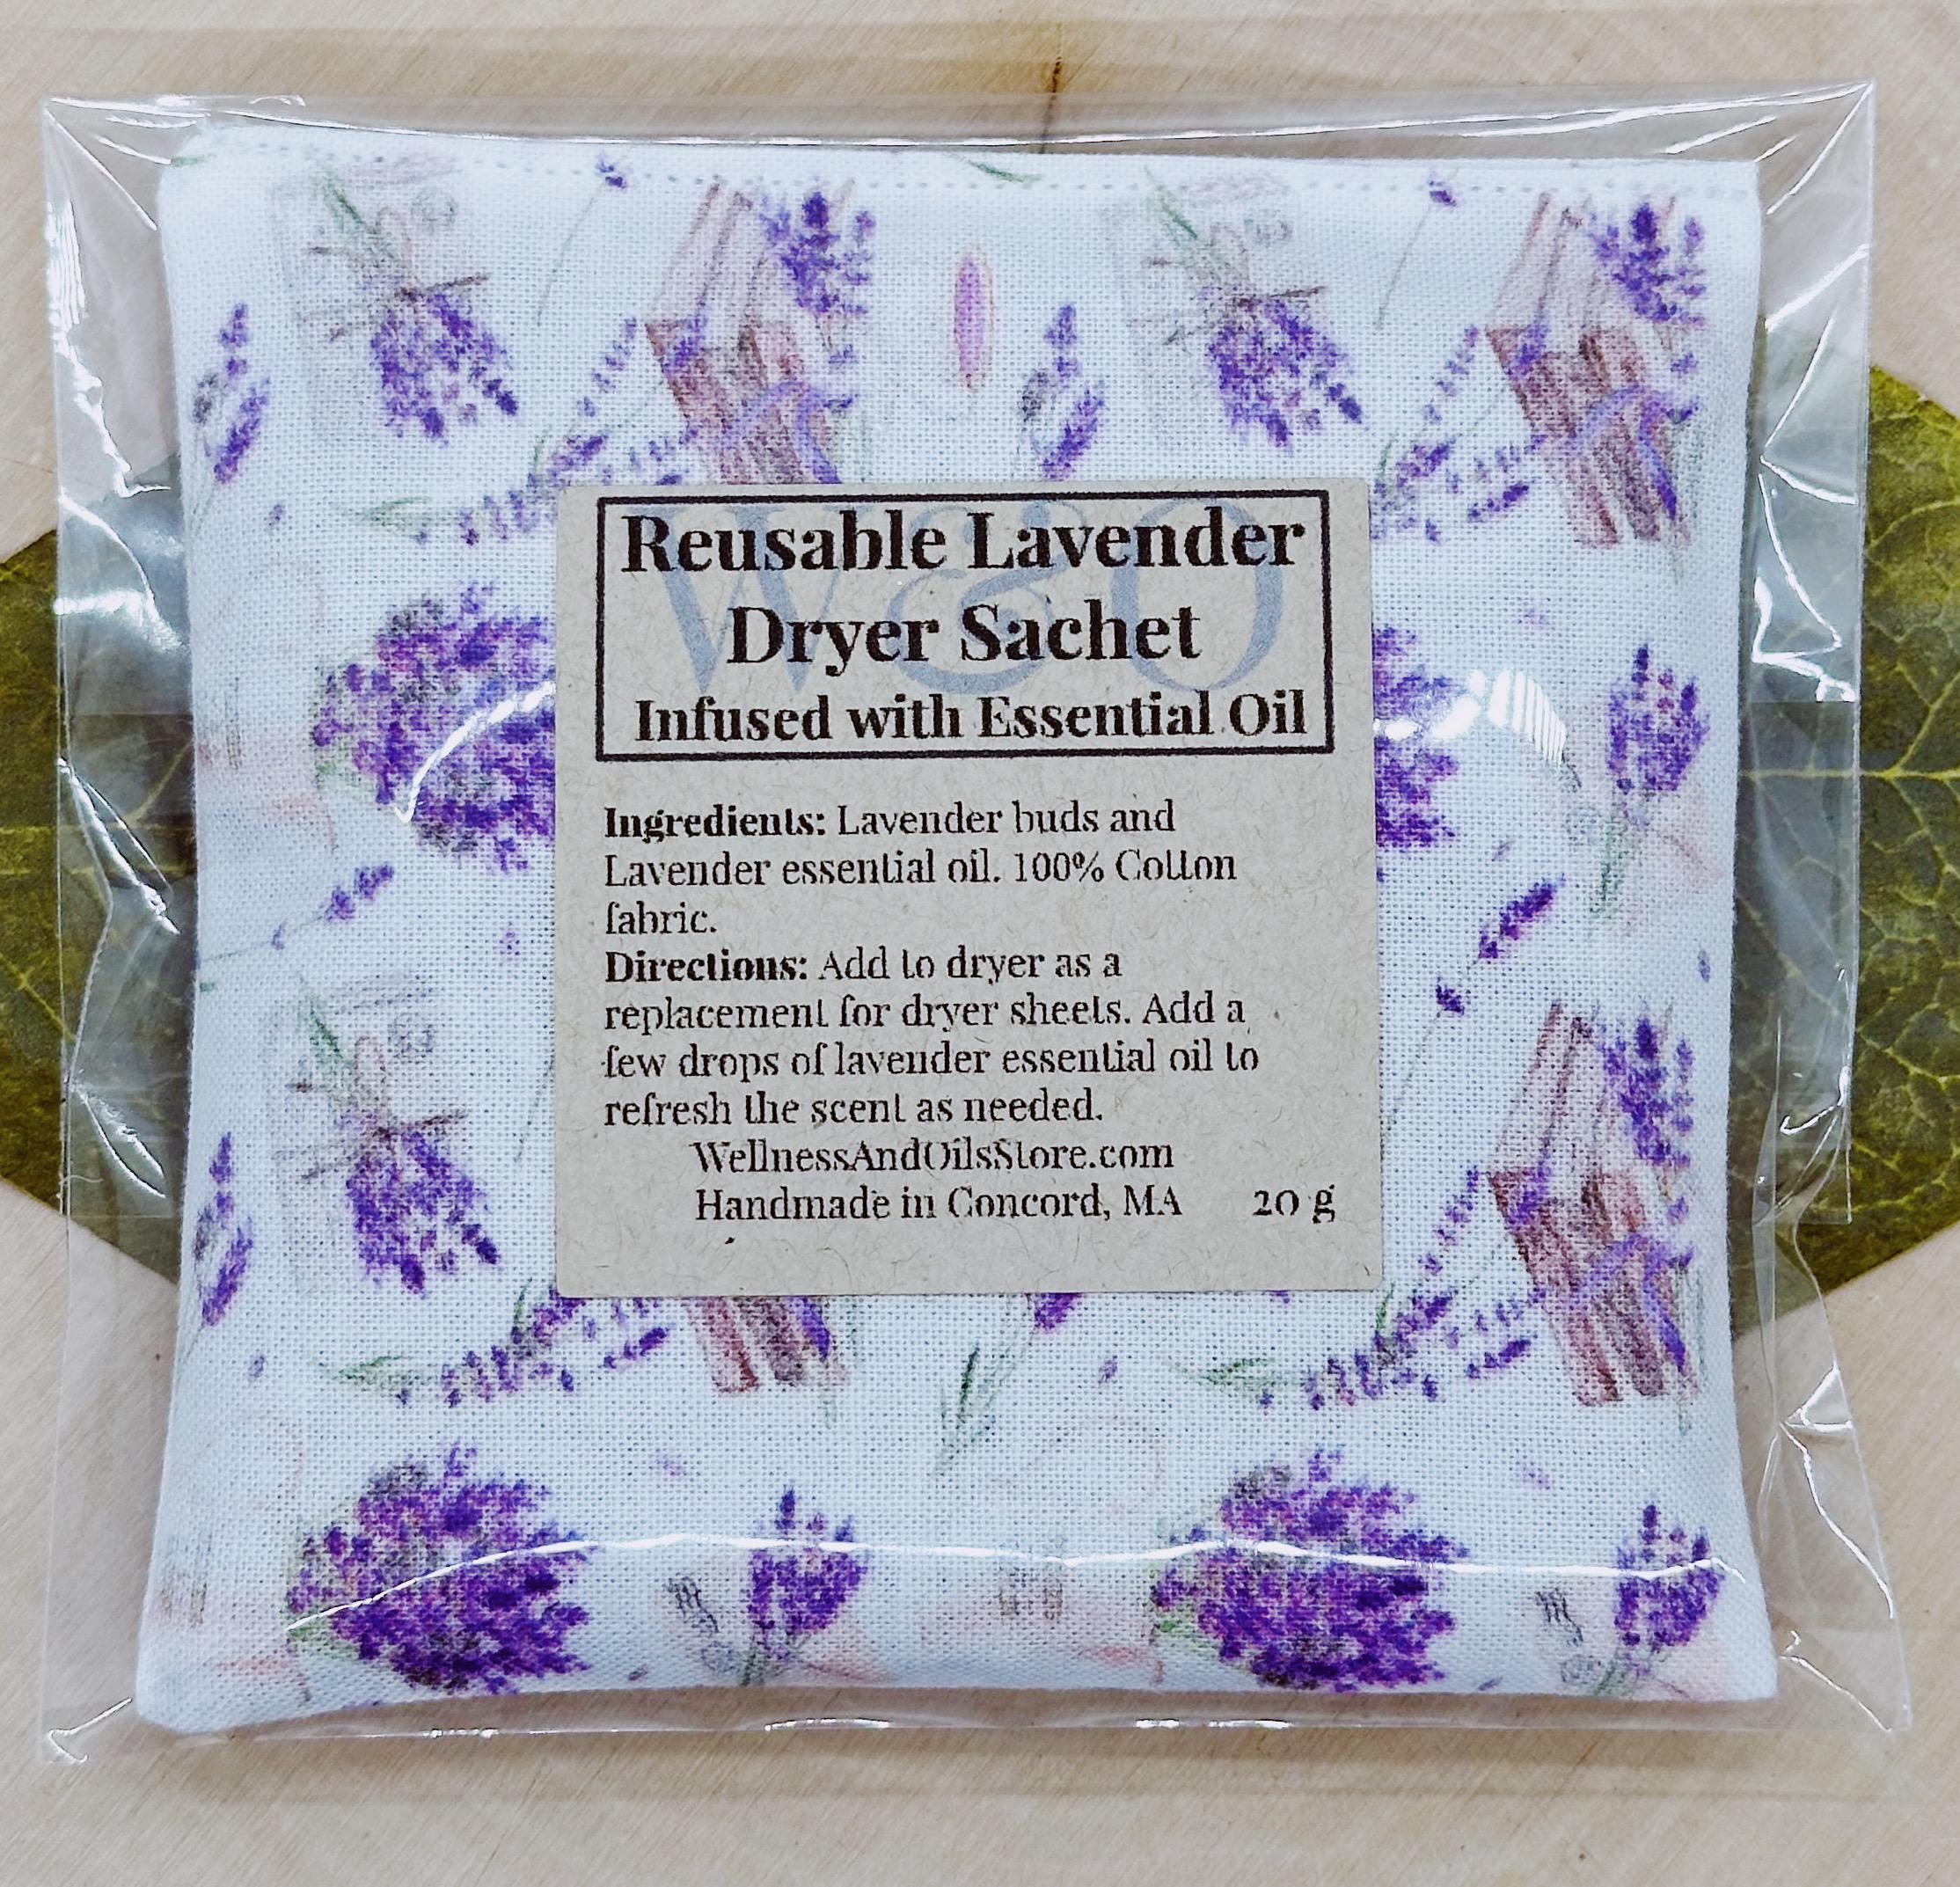 W&O
Reusable Lavender
Dryer Sachet
Infused with Essential Oil
Ingredients: Lavender buds and
Lavender essential oil. 100% Cotton
fabric.
Directions: Add to dryer as a
replacement for dryer sheets. Add a
few drops of lavender essential oil to
refresh the scent as needed.
WellnessAndOilsStore.com
Handmade in Concord, MA 20 g